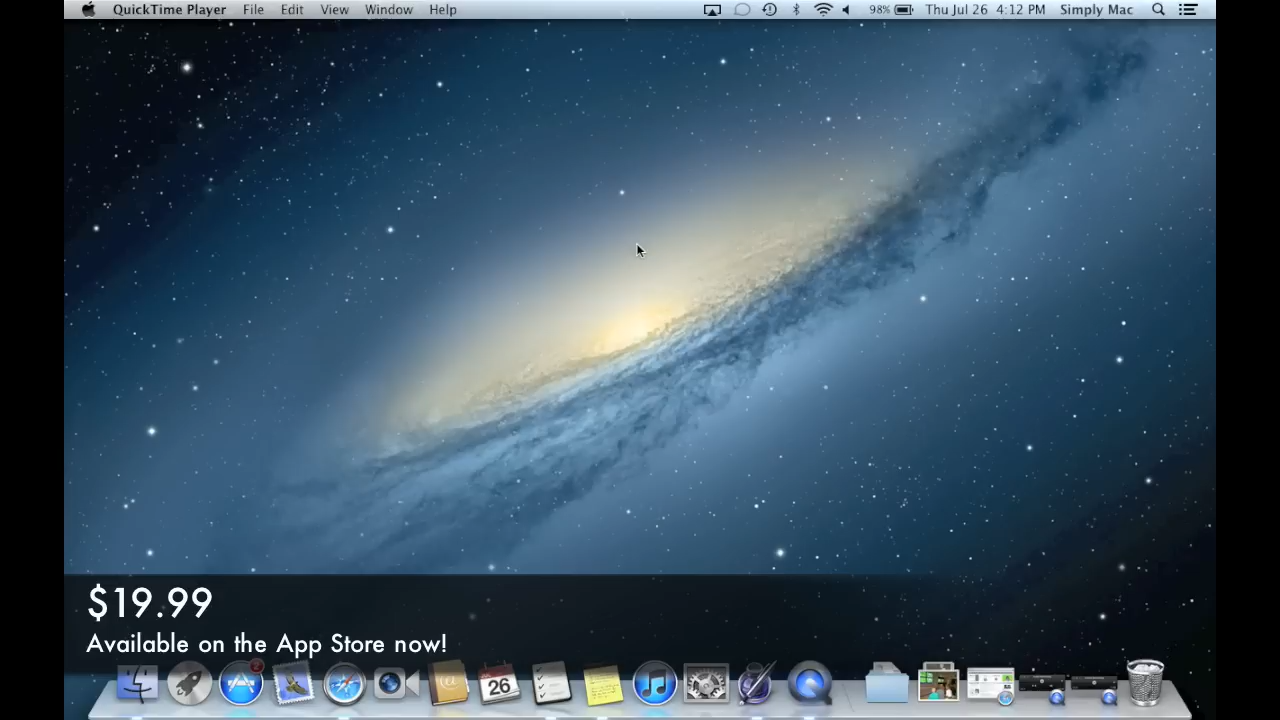 QuickTime Player File Edit View Window Help 98% Thu Jul 26 4:12 PM Simply Mac
$19.99
Available on the App Store now!
2
26